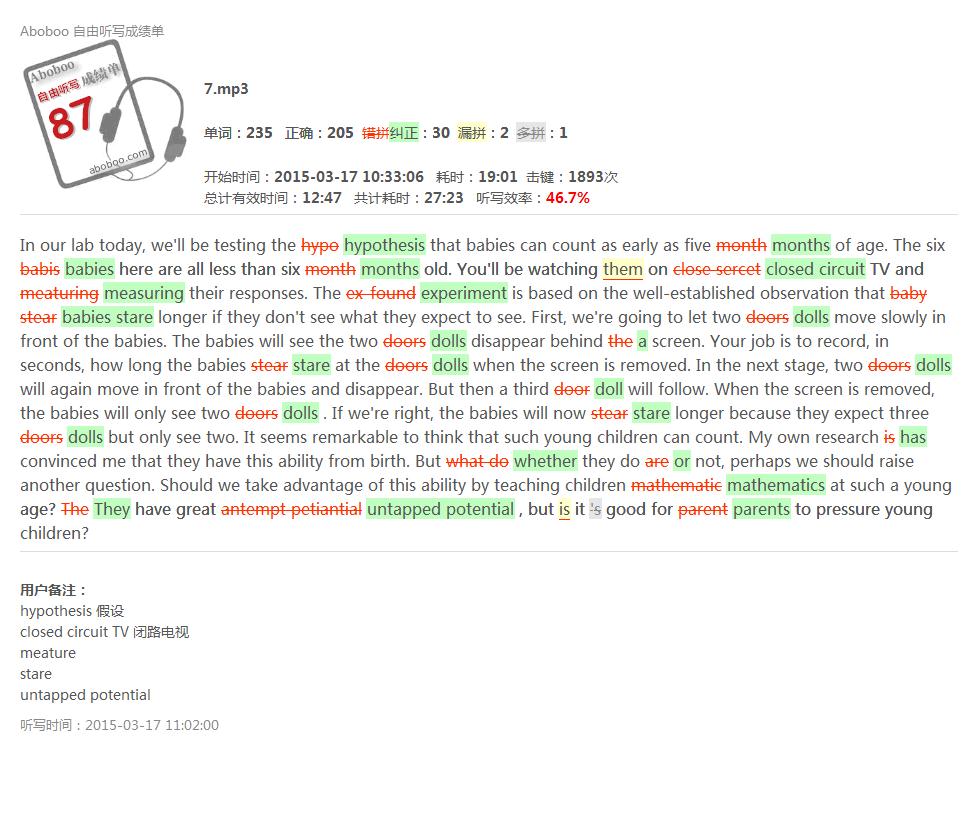 Aboboo 自由听写成绩单
Aboboo 成绩单
自由听写
87
aboboo.com
7.mp3
单词：235 正确：205 错拼纠正：30 漏拼：2 多拼：1
开始时间：2015-03-17 10:33:06 耗时：19:01 击键：1893次
总计有效时间：12:47 共计耗时：27:23 听写效率：46.7%
In our lab today, we'll be testing the hypo hypothesis that babies can count as early as five month months of age. The six
babis babies here are all less than six month months old. You'll be watching them on close sercet closed circuit TV and
meaturing measuring their responses. The ex found experiment is based on the well-established observation that baby
stear babies stare longer if they don't see what they expect to see. First, we're going to let two doors dolls move slowly in
front of the babies. The babies will see the two doors dolls disappear behind the a screen. Your job is to record, in
seconds, how long the babies stear stare at the doors dolls when the screen is removed. In the next stage, two doors dolls
will again move in front of the babies and disappear. But then a third door doll will follow. When the screen is removed,
the babies will only see two doors dolls . If we're right, the babies will now stear stare longer because they expect three
doors dolls but only see two. It seems remarkable to think that such young children can count. My own research is has
convinced me that they have this ability from birth. But what do whether they do are or not, perhaps we should raise
another question. Should we take advantage of this ability by teaching children mathematic mathematics at such a young
age? The They have great antempt petiantial untapped potential , but is it 's good for parent parents to pressure young
children?
用户备注：
hypothesis 假设
closed circuit TV 闭路电视
meature
stare
untapped potential
听写时间：2015-03-17 11:02:00